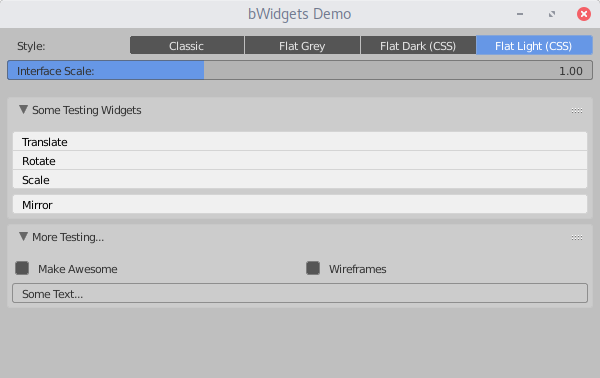 bWidgets Demo
Style: Classic Flat Grey Flat Dark (CSS) Flat Light (CSS)
Interface Scale: 1.00
Some Testing Widgets
Translate
Rotate
Scale
Mirror
More Testing...
Make Awesome Wireframes
Some Text...